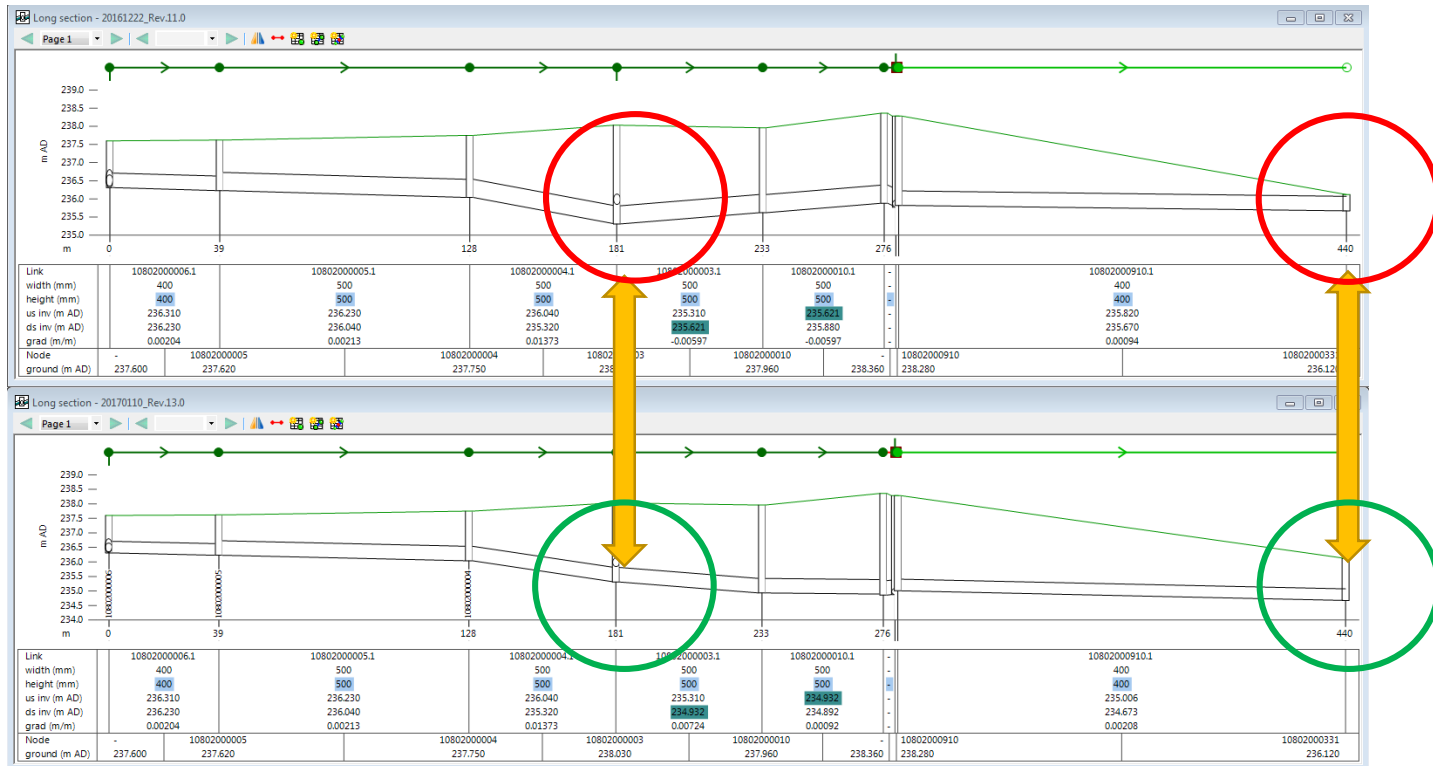 Long section - 20161222_Rev.11.0
Page 1
239.0
238.5
238.0
237.5
237.0
236.5
236.0
235.5
235.0
m AD
m 0 39 128 181 233 276 440
Link 10802000006.1 10802000005.1 10802000004.1 10802000003.1 10802000010.1 - 10802000910.1
width (mm) 400 500 500 500 500 - 400
height (mm) 400 500 500 500 500 - 400
us inv (m AD) 236.310 236.230 236.040 235.310 235.621 - 235.820
ds inv (m AD) 236.230 236.040 235.320 235.621 235.880 - 235.670
grad (m/m) 0.00204 0.00213 0.01373 -0.00597 -0.00597 - 0.00094
Node - 10802000005 10802000004 10802000010 - 10802000910 10802000331
ground (m AD) 237.600 237.620 237.750 237.960 238.360 238.280 236.120
Long section - 20170110_Rev.13.0
Page 1
239.0
238.5
238.0
237.5
237.0
236.5
236.0
235.5
235.0
234.5
234.0
m AD
10802000006
10802000005
10802000004
m 0 39 128 181 233 276 440
Link 10802000006.1 10802000005.1 10802000004.1 10802000003.1 10802000010.1 - 10802000910.1
width (mm) 400 500 500 500 500 - 400
height (mm) 400 500 500 500 500 - 400
us inv (m AD) 236.310 236.230 236.040 235.310 234.932 - 235.006
ds inv (m AD) 236.230 236.040 235.320 234.932 234.892 - 234.673
grad (m/m) 0.00204 0.00213 0.01373 0.00724 0.00092 - 0.00208
Node - 10802000005 10802000004 10802000003 10802000010 - 10802000910 10802000331
ground (m AD) 237.600 237.620 237.750 238.030 237.960 238.360 238.280 236.120